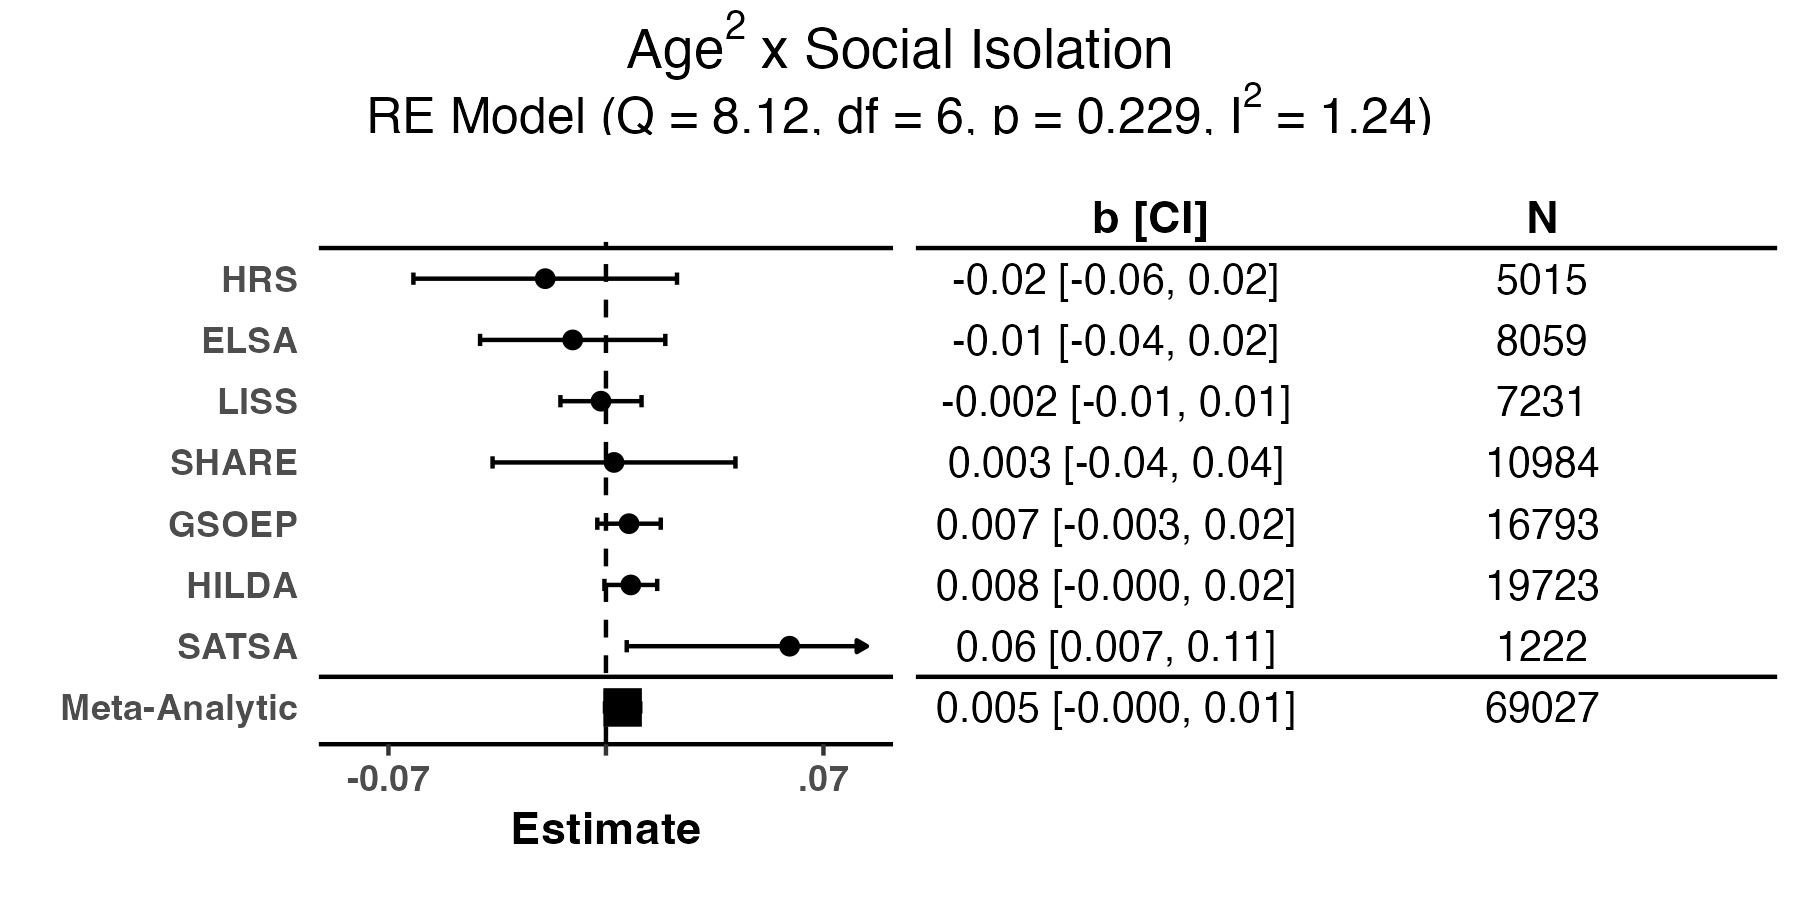 Age² x Social Isolation
RE Model (Q = 8.12, df = 6, p = 0.229, I² = 1.24)
b [CI] N
HRS -0.02 [-0.06, 0.02] 5015
ELSA -0.01 [-0.04, 0.02] 8059
LISS -0.002 [-0.01, 0.01] 7231
SHARE 0.003 [-0.04, 0.04] 10984
GSOEP 0.007 [-0.003, 0.02] 16793
HILDA 0.008 [-0.000, 0.02] 19723
SATSA 0.06 [0.007, 0.11] 1222
Meta-Analytic 0.005 [-0.000, 0.01] 69027
-0.07 .07
Estimate